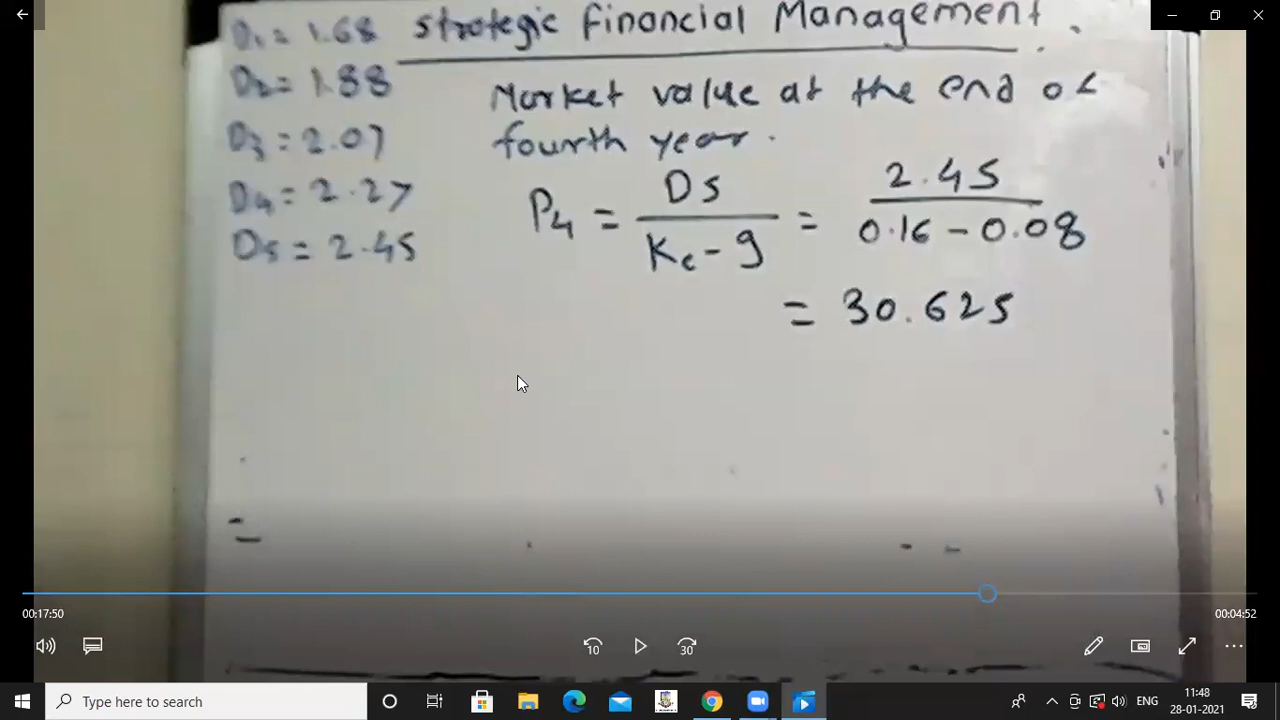 D1 = 1.68 Strategic Financial Management.
D2 = 1.88 Market value at the end of
D3 = 2.07 fourth year.
D4 = 2.27 P4 = D5 / Ke - g = 2.45 / 0.16 - 0.08
D5 = 2.45
= 30.625
=
00:17:50
00:04:52
10
30
Type here to search
ENG
11:48
28-01-2021